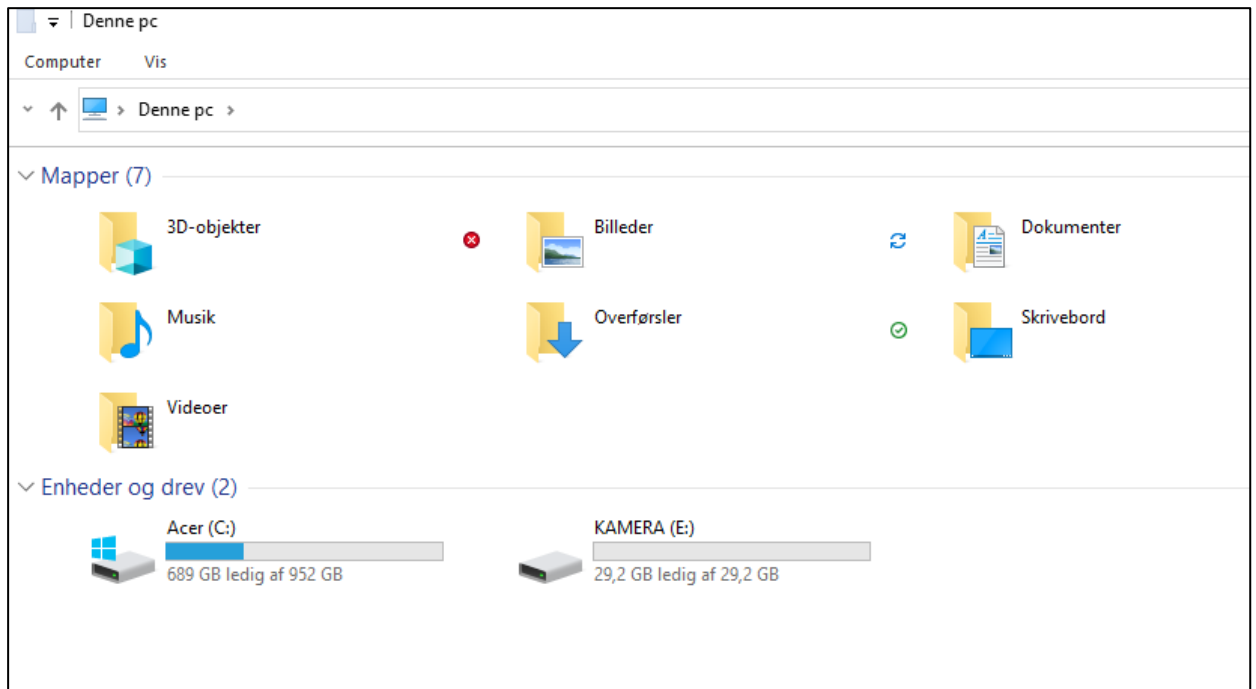 Denne pc
Computer Vis
Denne pc
Mapper (7)
3D-objekter Billeder Dokumenter
Musik Overførsler Skrivebord
Videoer
Enheder og drev (2)
Acer (C:) KAMERA (E:)
689 GB ledig af 952 GB 29,2 GB ledig af 29,2 GB